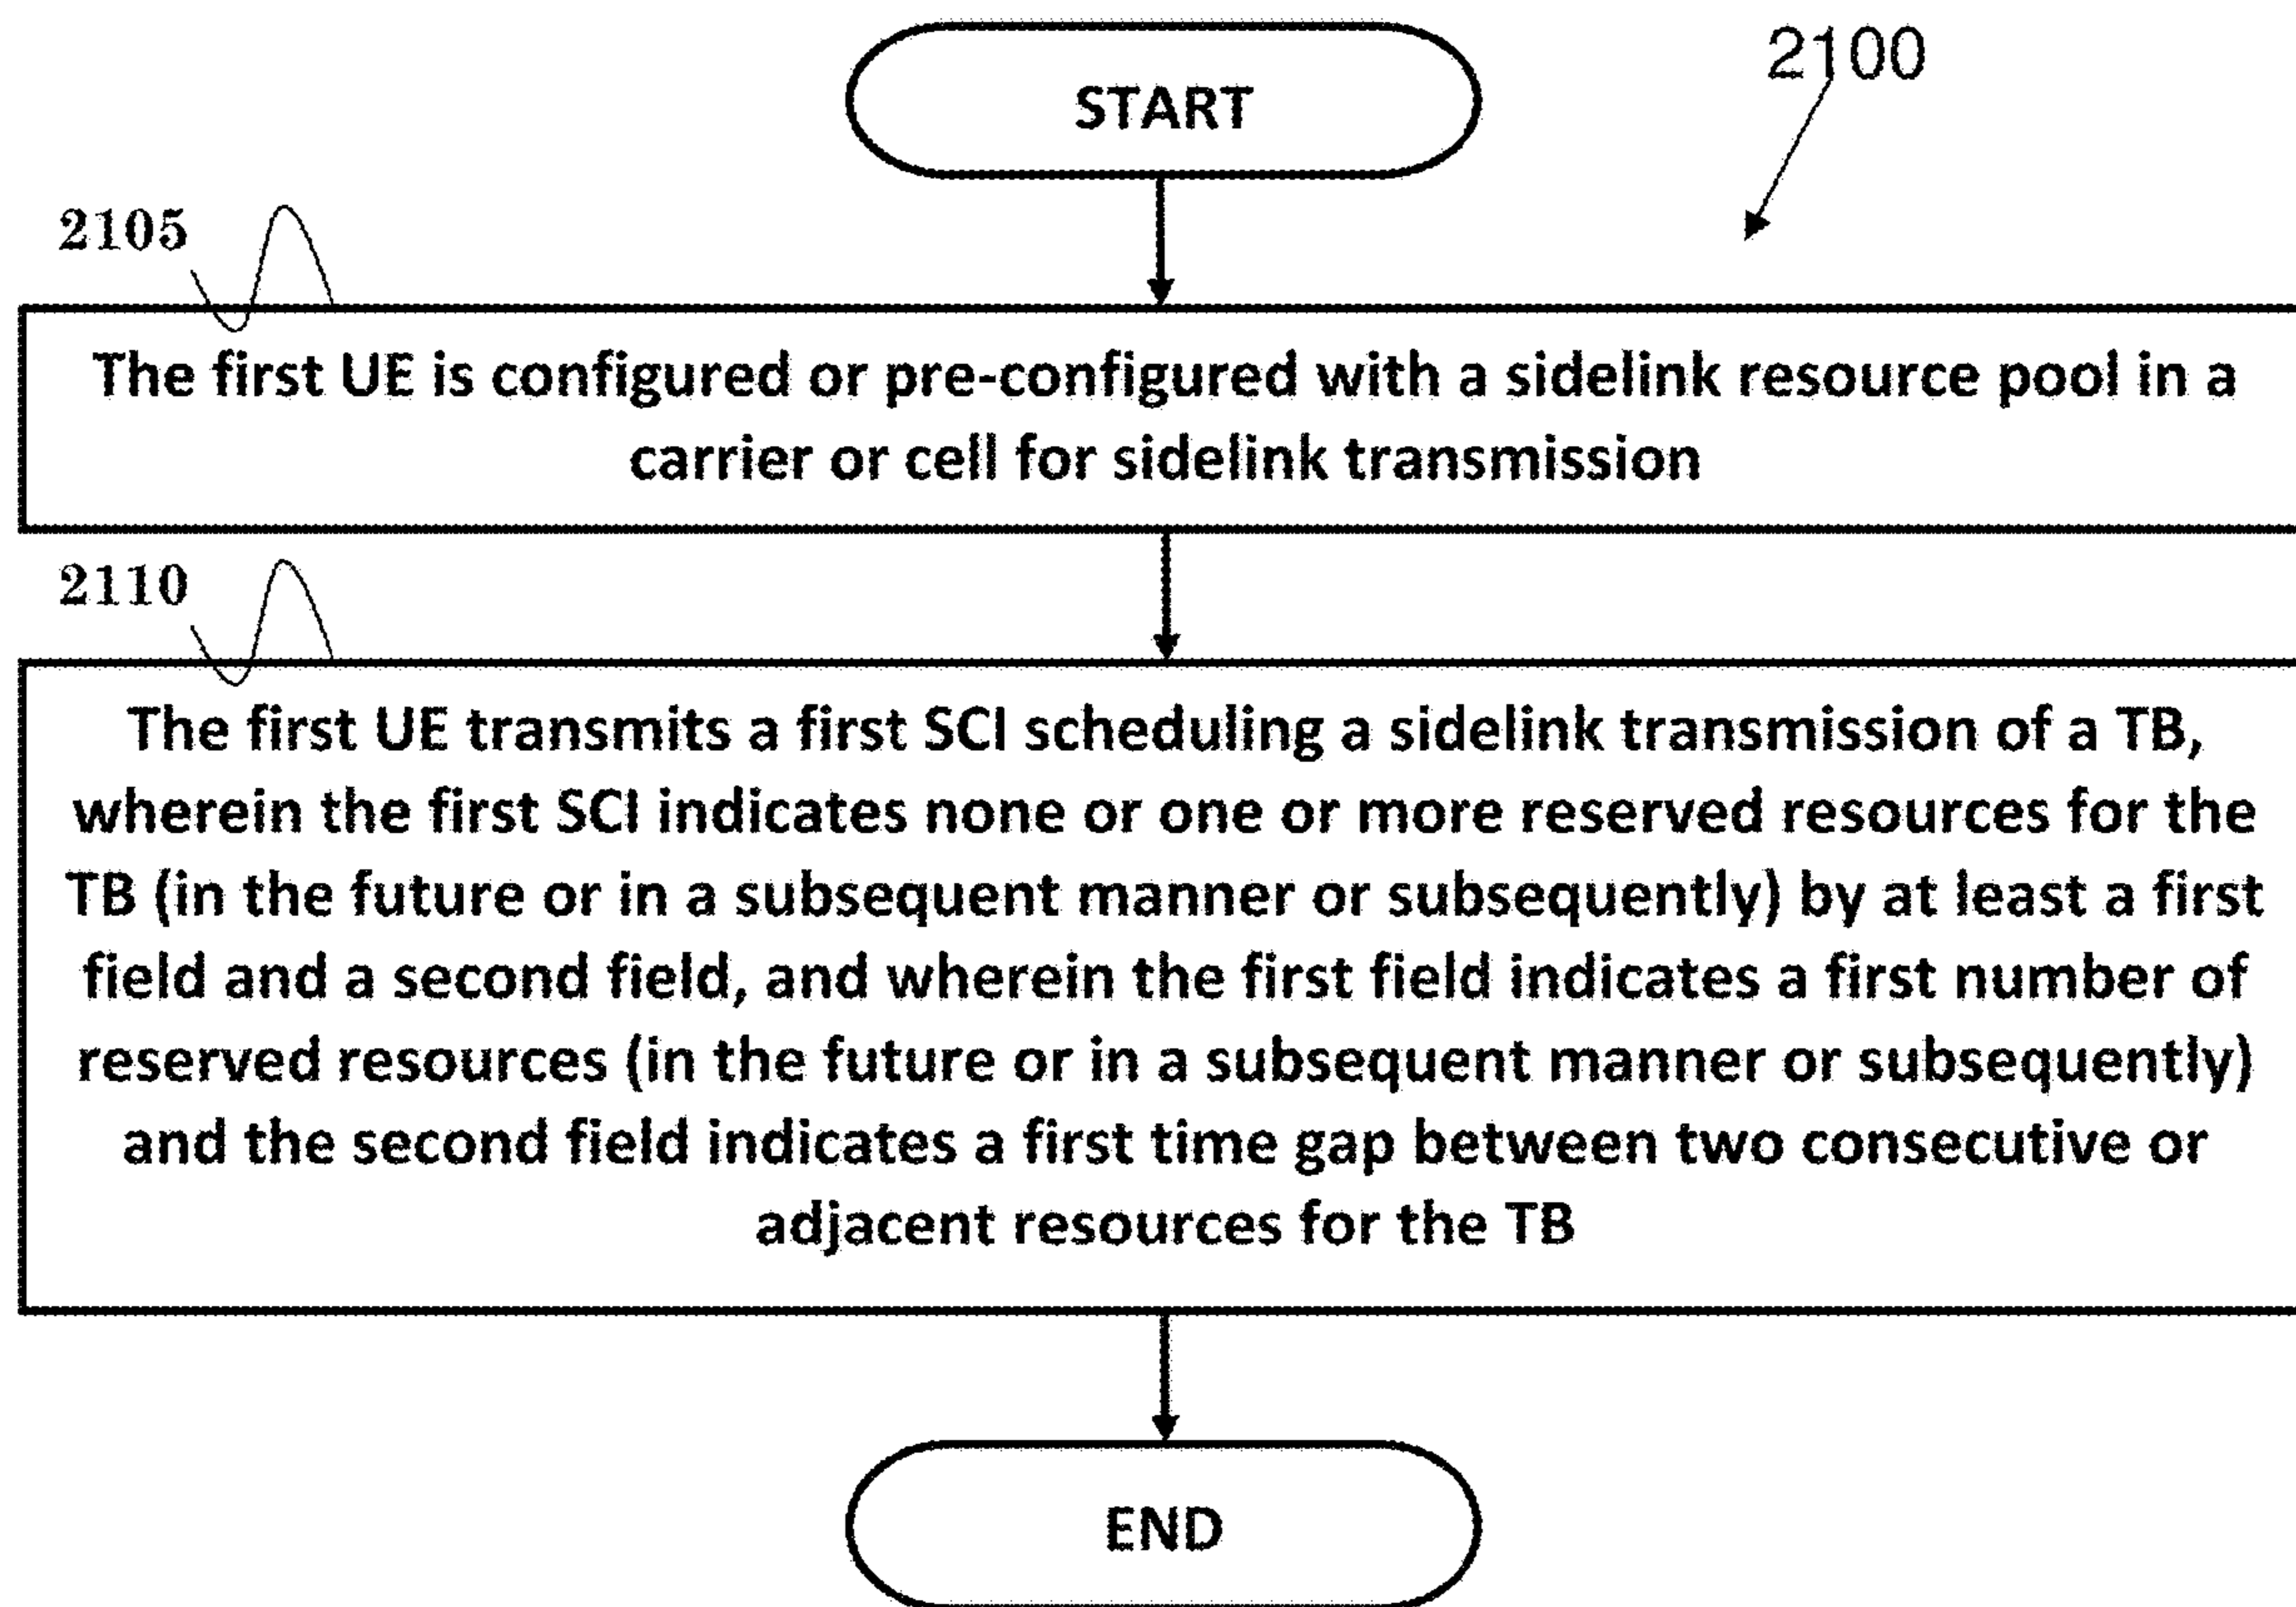 START
2100
2105
The first UE is configured or pre-configured with a sidelink resource pool in a
carrier or cell for sidelink transmission
2110
The first UE transmits a first SCI scheduling a sidelink transmission of a TB,
wherein the first SCI indicates none or one or more reserved resources for the
TB (in the future or in a subsequent manner or subsequently) by at least a first
field and a second field, and wherein the first field indicates a first number of
reserved resources (in the future or in a subsequent manner or subsequently)
and the second field indicates a first time gap between two consecutive or
adjacent resources for the TB
END